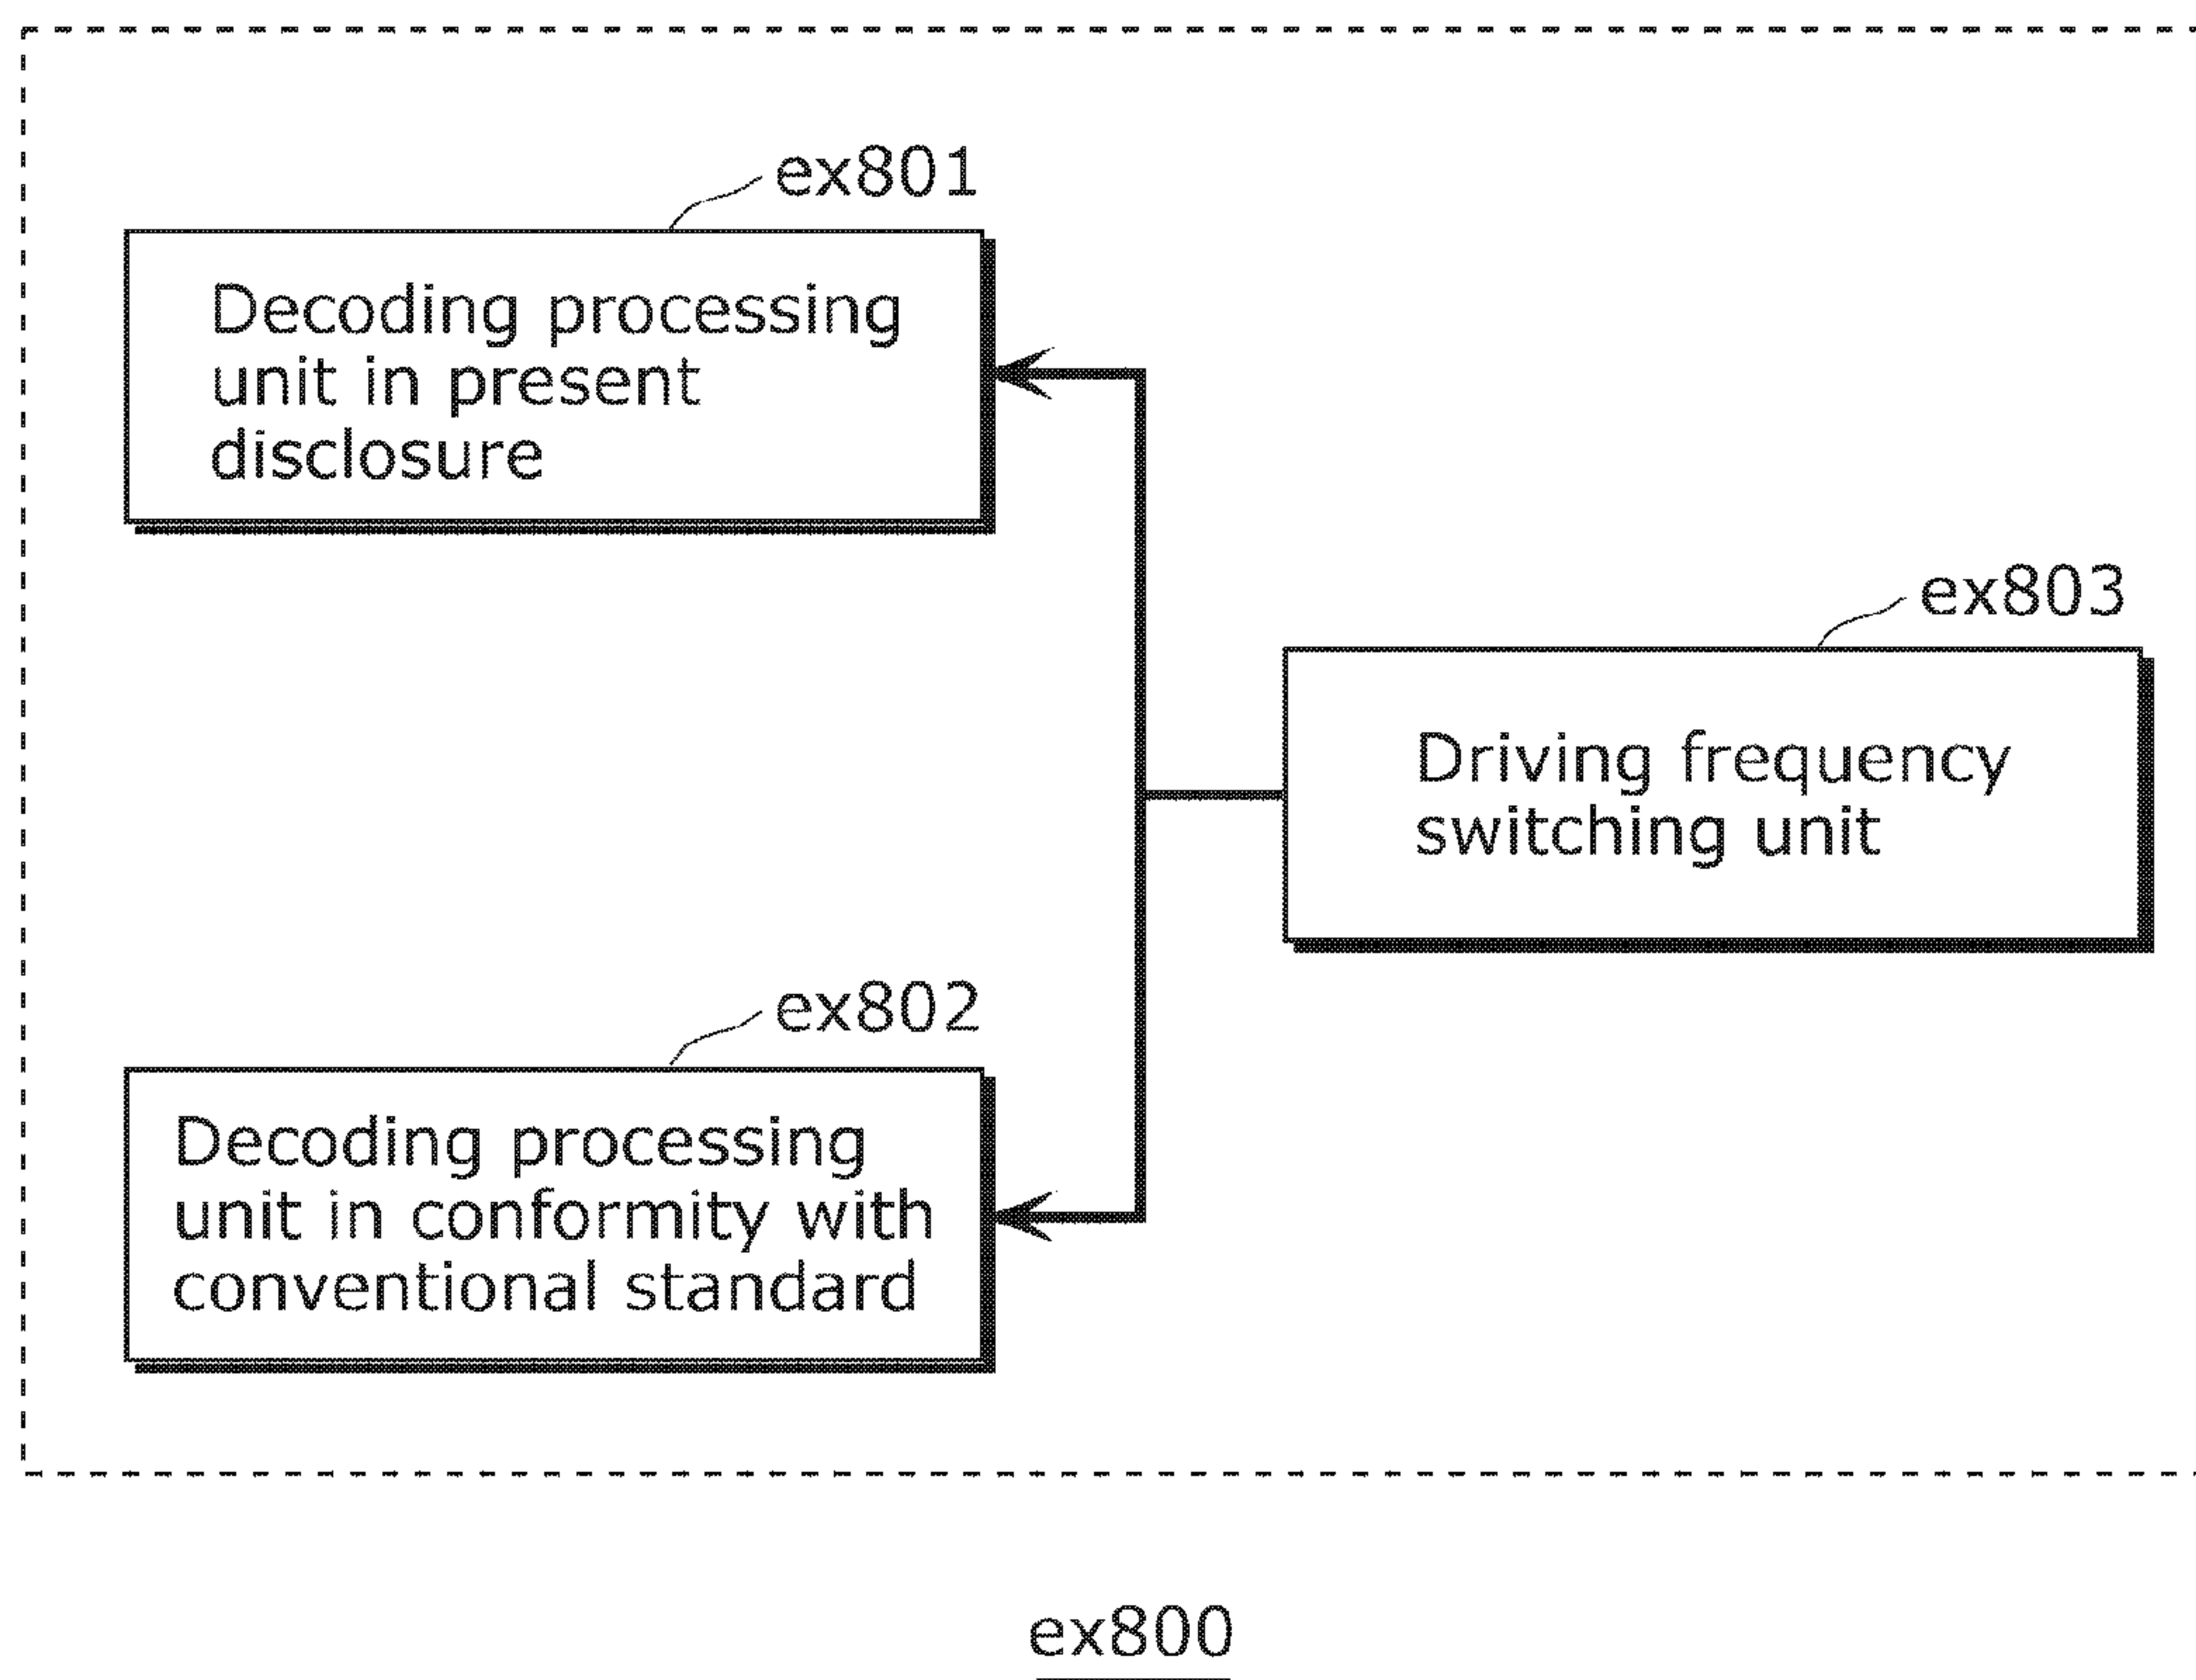 ex801
Decoding processing
unit in present
disclosure
ex803
Driving frequency
switching unit
ex802
Decoding processing
unit in conformity with
conventional standard
ex800